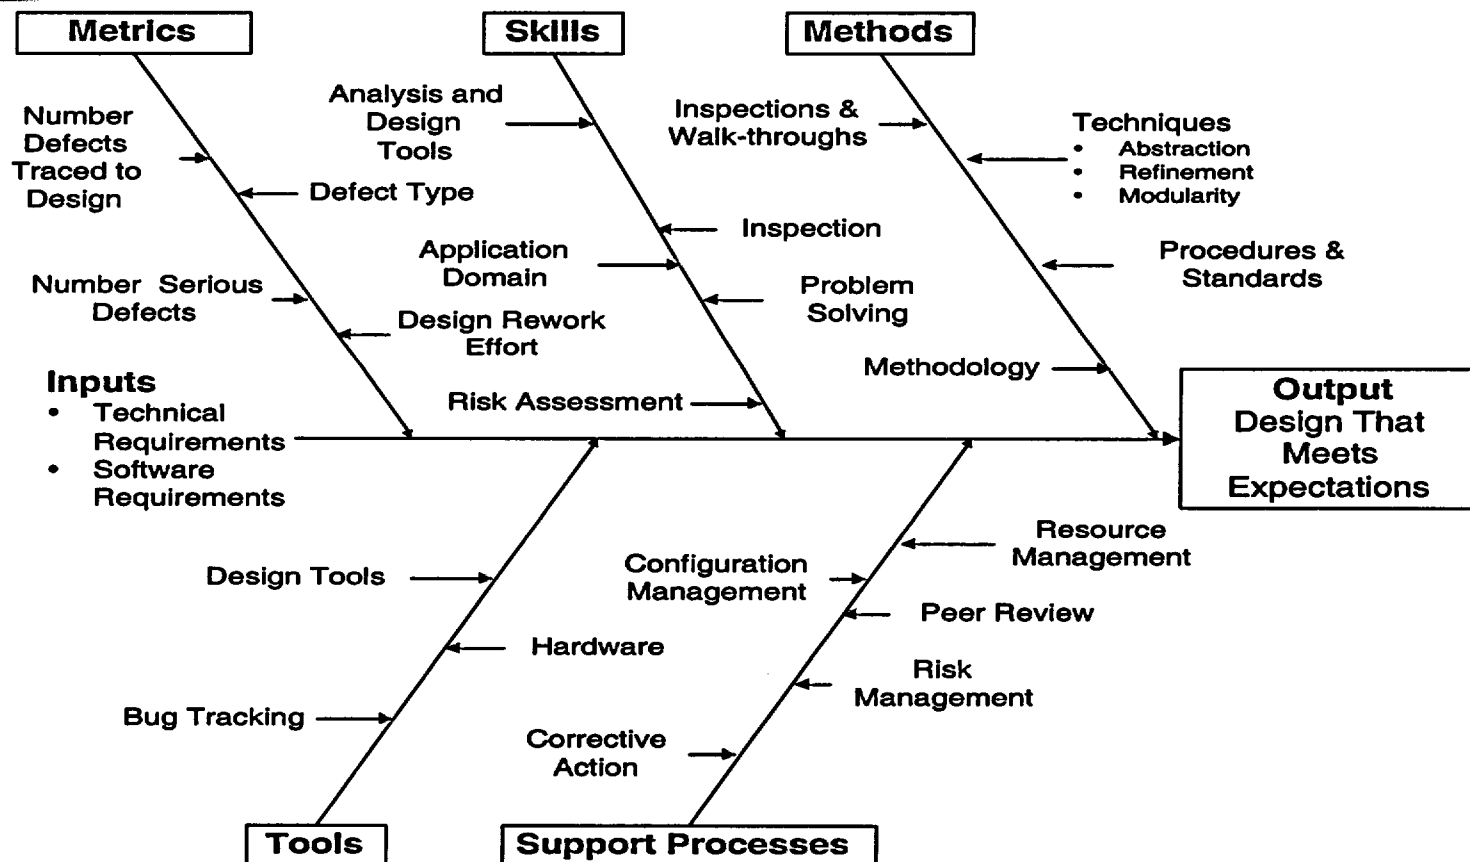 Metrics
Skills
Methods
Number
Defects
Traced to
Design
Defect Type
Number Serious
Defects
Design Rework
Effort
Analysis and
Design
Tools
Inspection
Application
Domain
Problem
Solving
Risk Assessment
Inspections &
Walk-throughs
Techniques
• Abstraction
• Refinement
• Modularity
Procedures &
Standards
Methodology
Inputs
• Technical
Requirements
• Software
Requirements
Output
Design That
Meets
Expectations
Design Tools
Hardware
Bug Tracking
Resource
Management
Configuration
Management
Peer Review
Risk
Management
Corrective
Action
Tools
Support Processes